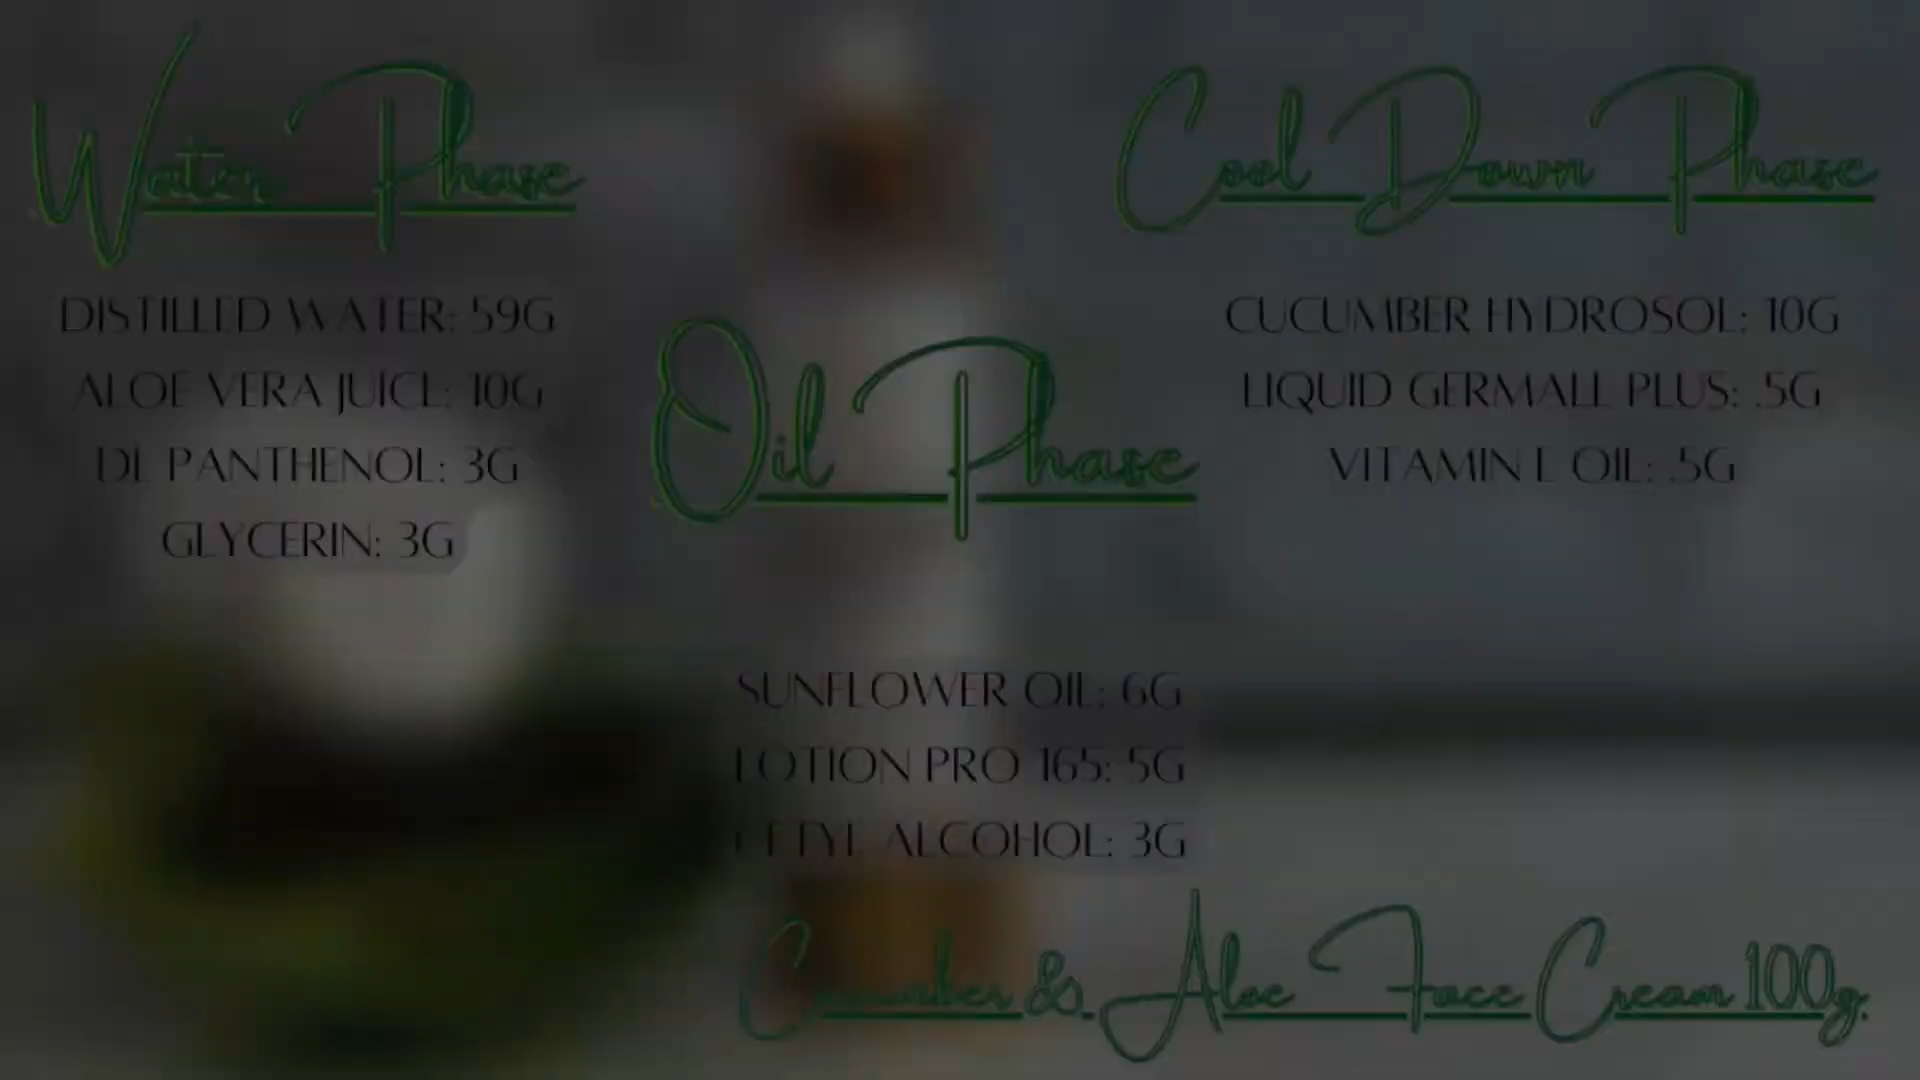 Water Phase
DISTILLED WATER: 59G
ALOE VERA JUICE: 10G
DL PANTHENOL: 3G
GLYCERIN: 3G
Oil Phase
SUNFLOWER OIL: 6G
LOTION PRO 165: 5G
CETYL ALCOHOL: 3G
Cool Down Phase
CUCUMBER HYDROSOL: 10G
LIQUID GERMALL PLUS: .5G
VITAMIN E OIL: .5G
Cucumber & Aloe Face Cream 100g.